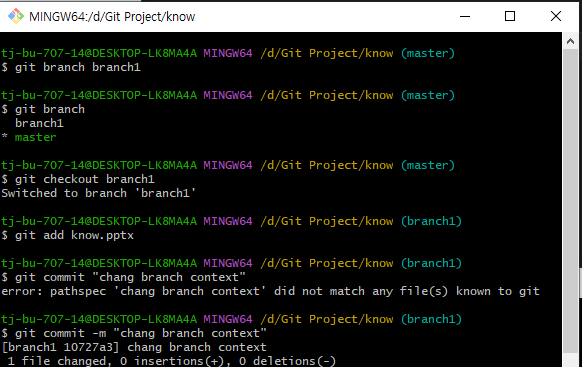 MINGW64:/d/Git Project/know
tj-bu-707-14@DESKTOP-LK8MA4A MINGW64 /d/Git Project/know (master)
$ git branch branch1
tj-bu-707-14@DESKTOP-LK8MA4A MINGW64 /d/Git Project/know (master)
$ git branch
  branch1
* master
tj-bu-707-14@DESKTOP-LK8MA4A MINGW64 /d/Git Project/know (master)
$ git checkout branch1
Switched to branch 'branch1'
tj-bu-707-14@DESKTOP-LK8MA4A MINGW64 /d/Git Project/know (branch1)
$ git add know.pptx
tj-bu-707-14@DESKTOP-LK8MA4A MINGW64 /d/Git Project/know (branch1)
$ git commit "chang branch context"
error: pathspec 'chang branch context' did not match any file(s) known to git
tj-bu-707-14@DESKTOP-LK8MA4A MINGW64 /d/Git Project/know (branch1)
$ git commit -m "chang branch context"
[branch1 10727a3] chang branch context
 1 file changed, 0 insertions(+), 0 deletions(-)